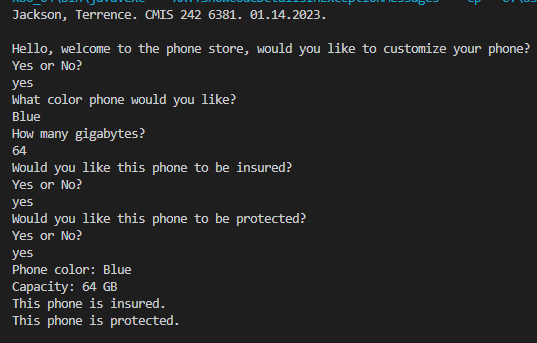 Jackson, Terrence. CMIS 242 6381. 01.14.2023.
Hello, welcome to the phone store, would you like to customize your phone?
Yes or No?
yes
What color phone would you like?
Blue
How many gigabytes?
64
Would you like this phone to be insured?
Yes or No?
yes
Would you like this phone to be protected?
Yes or No?
yes
Phone color: Blue
Capacity: 64 GB
This phone is insured.
This phone is protected.